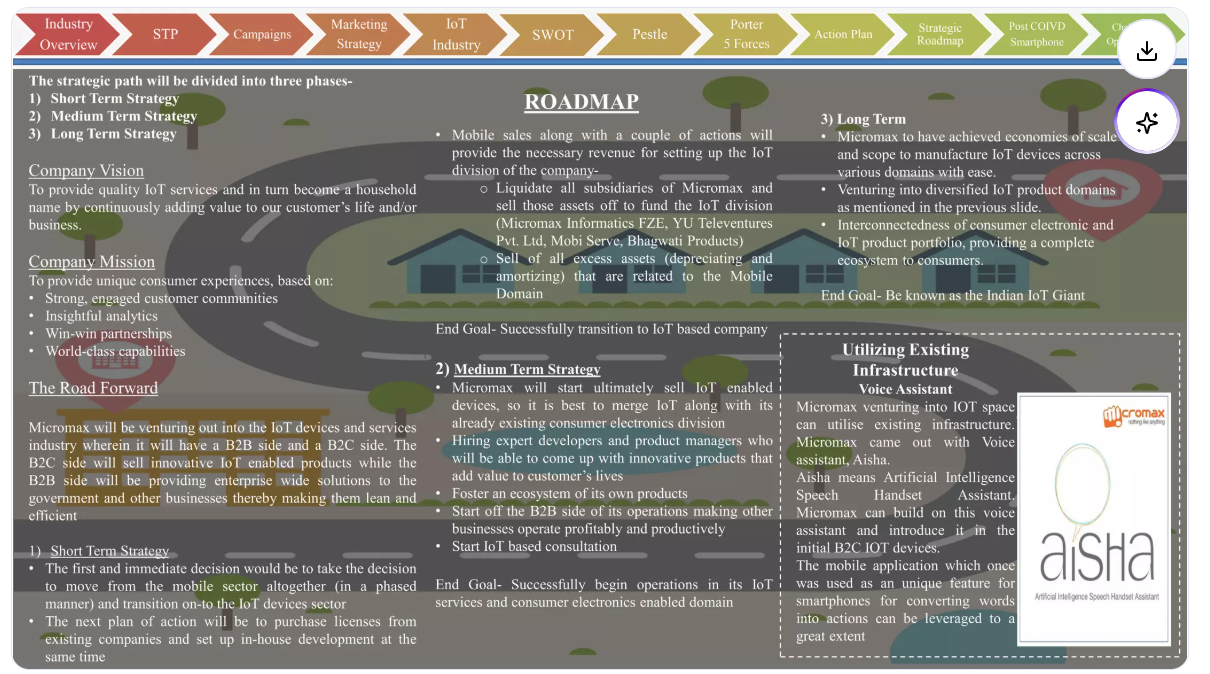 Industry
Overview
STP
Campaigns
Marketing
Strategy
IoT
Industry
SWOT
Pestle
Porter
5 Forces
Action Plan
Strategic
Roadmap
Post COIVD
Smartphone
The strategic path will be divided into three phases-
1) Short Term Strategy
2) Medium Term Strategy
3) Long Term Strategy
Company Vision
To provide quality IoT services and in turn become a household
name by continuously adding value to our customer's life and/or
business.
Company Mission
To provide unique consumer experiences, based on:
• Strong, engaged customer communities
• Insightful analytics
• Win-win partnerships
• World-class capabilities
The Road Forward
Micromax will be venturing out into the IoT devices and services
industry wherein it will have a B2B side and a B2C side. The
B2C side will sell innovative IoT enabled products while the
B2B side will be providing enterprise wide solutions to the
government and other businesses thereby making them lean and
efficient
1) Short Term Strategy
• The first and immediate decision would be to take the decision
to move from the mobile sector altogether (in a phased
manner) and transition on-to the IoT devices sector
• The next plan of action will be to purchase licenses from
existing companies and set up in-house development at the
same time
ROADMAP
• Mobile sales along with a couple of actions will
provide the necessary revenue for setting up the IoT
division of the company-
o Liquidate all subsidiaries of Micromax and
sell those assets off to fund the IoT division
(Micromax Informatics FZE, YU Televentures
Pvt. Ltd, Mobi Serve, Bhagwati Products)
o Sell of all excess assets (depreciating and
amortizing) that are related to the Mobile
Domain
End Goal- Successfully transition to IoT based company
2) Medium Term Strategy
• Micromax will start ultimately sell IoT enabled
devices, so it is best to merge IoT along with its
already existing consumer electronics division
• Hiring expert developers and product managers who
will be able to come up with innovative products that
add value to customer's lives
• Foster an ecosystem of its own products
• Start off the B2B side of its operations making other
businesses operate profitably and productively
• Start IoT based consultation
End Goal- Successfully begin operations in its IoT
services and consumer electronics enabled domain
3) Long Term
• Micromax to have achieved economies of scale
and scope to manufacture IoT devices across
various domains with ease.
• Venturing into diversified IoT product domains
as mentioned in the previous slide.
• Interconnectedness of consumer electronic and
IoT product portfolio, providing a complete
ecosystem to consumers.
End Goal- Be known as the Indian IoT Giant
Utilizing Existing
Infrastructure
Voice Assistant
Micromax venturing into IOT space
can utilise existing infrastructure.
Micromax came out with Voice
assistant, Aisha.
Aisha means Artificial Intelligence
Speech Handset Assistant.
Micromax can build on this voice
assistant and introduce it in the
initial B2C IOT devices.
The mobile application which once
was used as an unique feature for
smartphones for converting words
into actions can be leveraged to a
great extent
micromax
nothing like anything
aisha
Artificial Intelligence Speech Handset Assistant